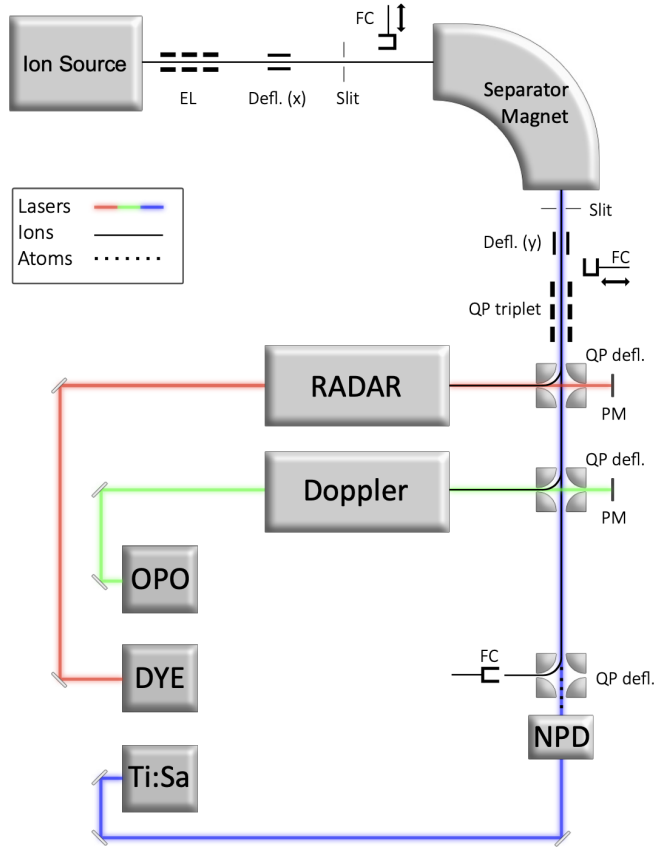 FC
Ion Source
EL
Defl. (x)
Slit
Separator
Magnet
Lasers
Ions
Atoms
Slit
Defl. (y)
FC
QP triplet
QP defl.
RADAR
PM
QP defl.
Doppler
PM
OPO
FC
DYE
QP defl.
NPD
Ti:Sa